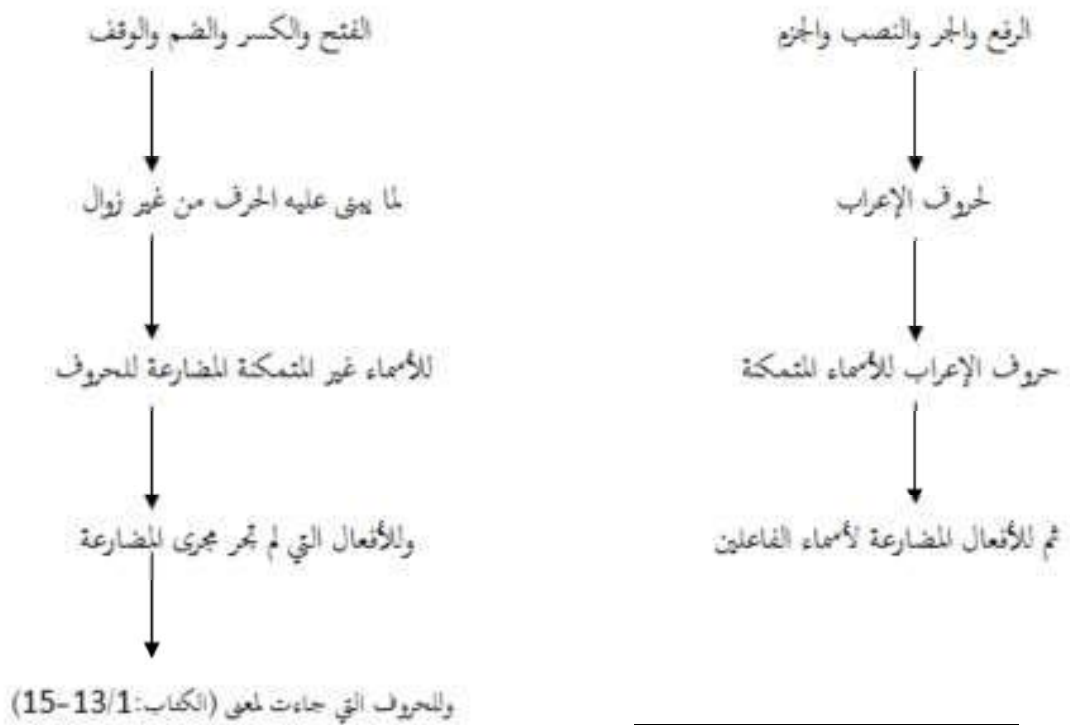 الرفع والجر والنصب والجزم
لحروف الإعراب
حروف الإعراب للأسماء المتمكنة
ثم للأفعال المضارعة لأسماء الفاعلين
الفتح والكسر والضم والوقف
لما يبنى عليه الحرف من غير زوال
للأسماء غير المتمكنة المضارعة للحروف
وللأفعال التي لم تجر مجرى المضارعة
وللحروف التي جاءت لمعنى (الكتاب:13/1-15)